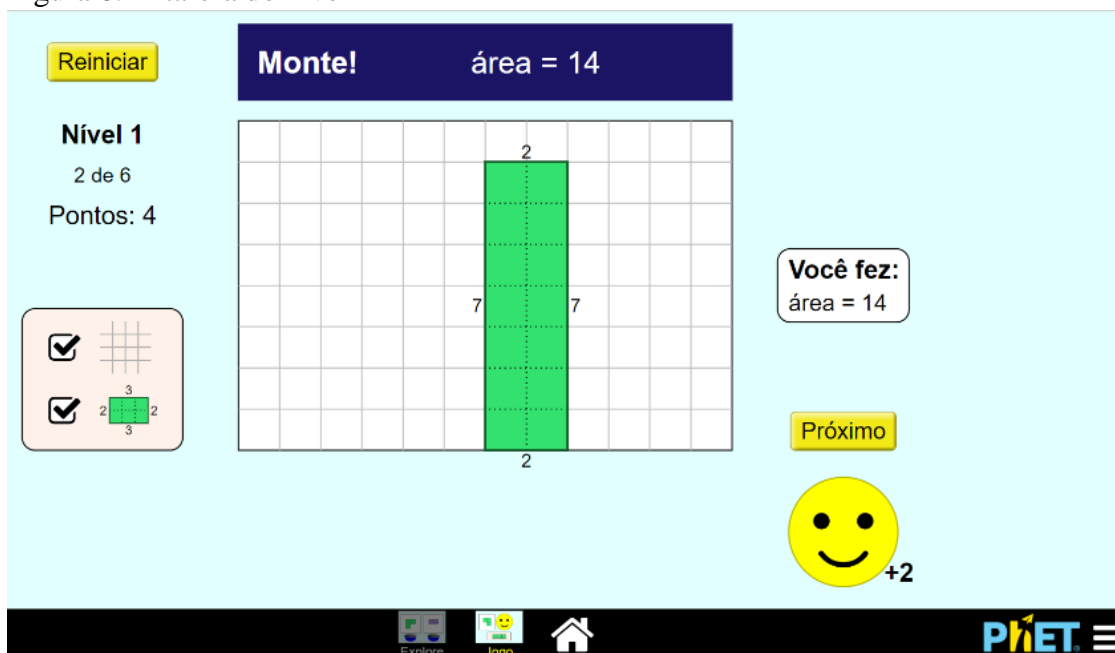 Reiniciar
Monte! área = 14
Nível 1
2 de 6
Pontos: 4
2
7 7
2
Você fez:
área = 14
3
2 2
3
Próximo
+2
Explore Jogo
PhET